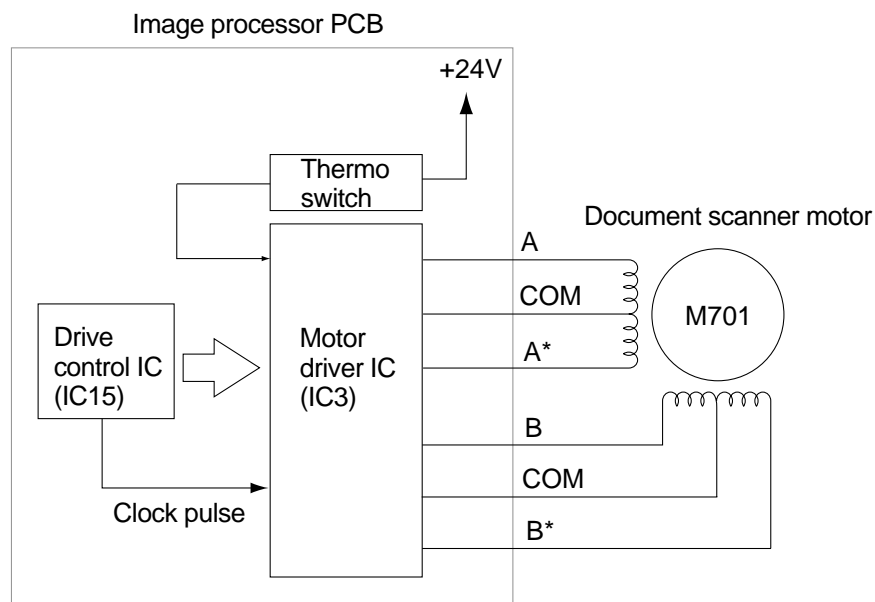 Image processor PCB
+24V
Thermo
switch
Document scanner motor
A
COM
A*
M701
Drive
control IC
(IC15)
Motor
driver IC
(IC3)
B
COM
B*
Clock pulse